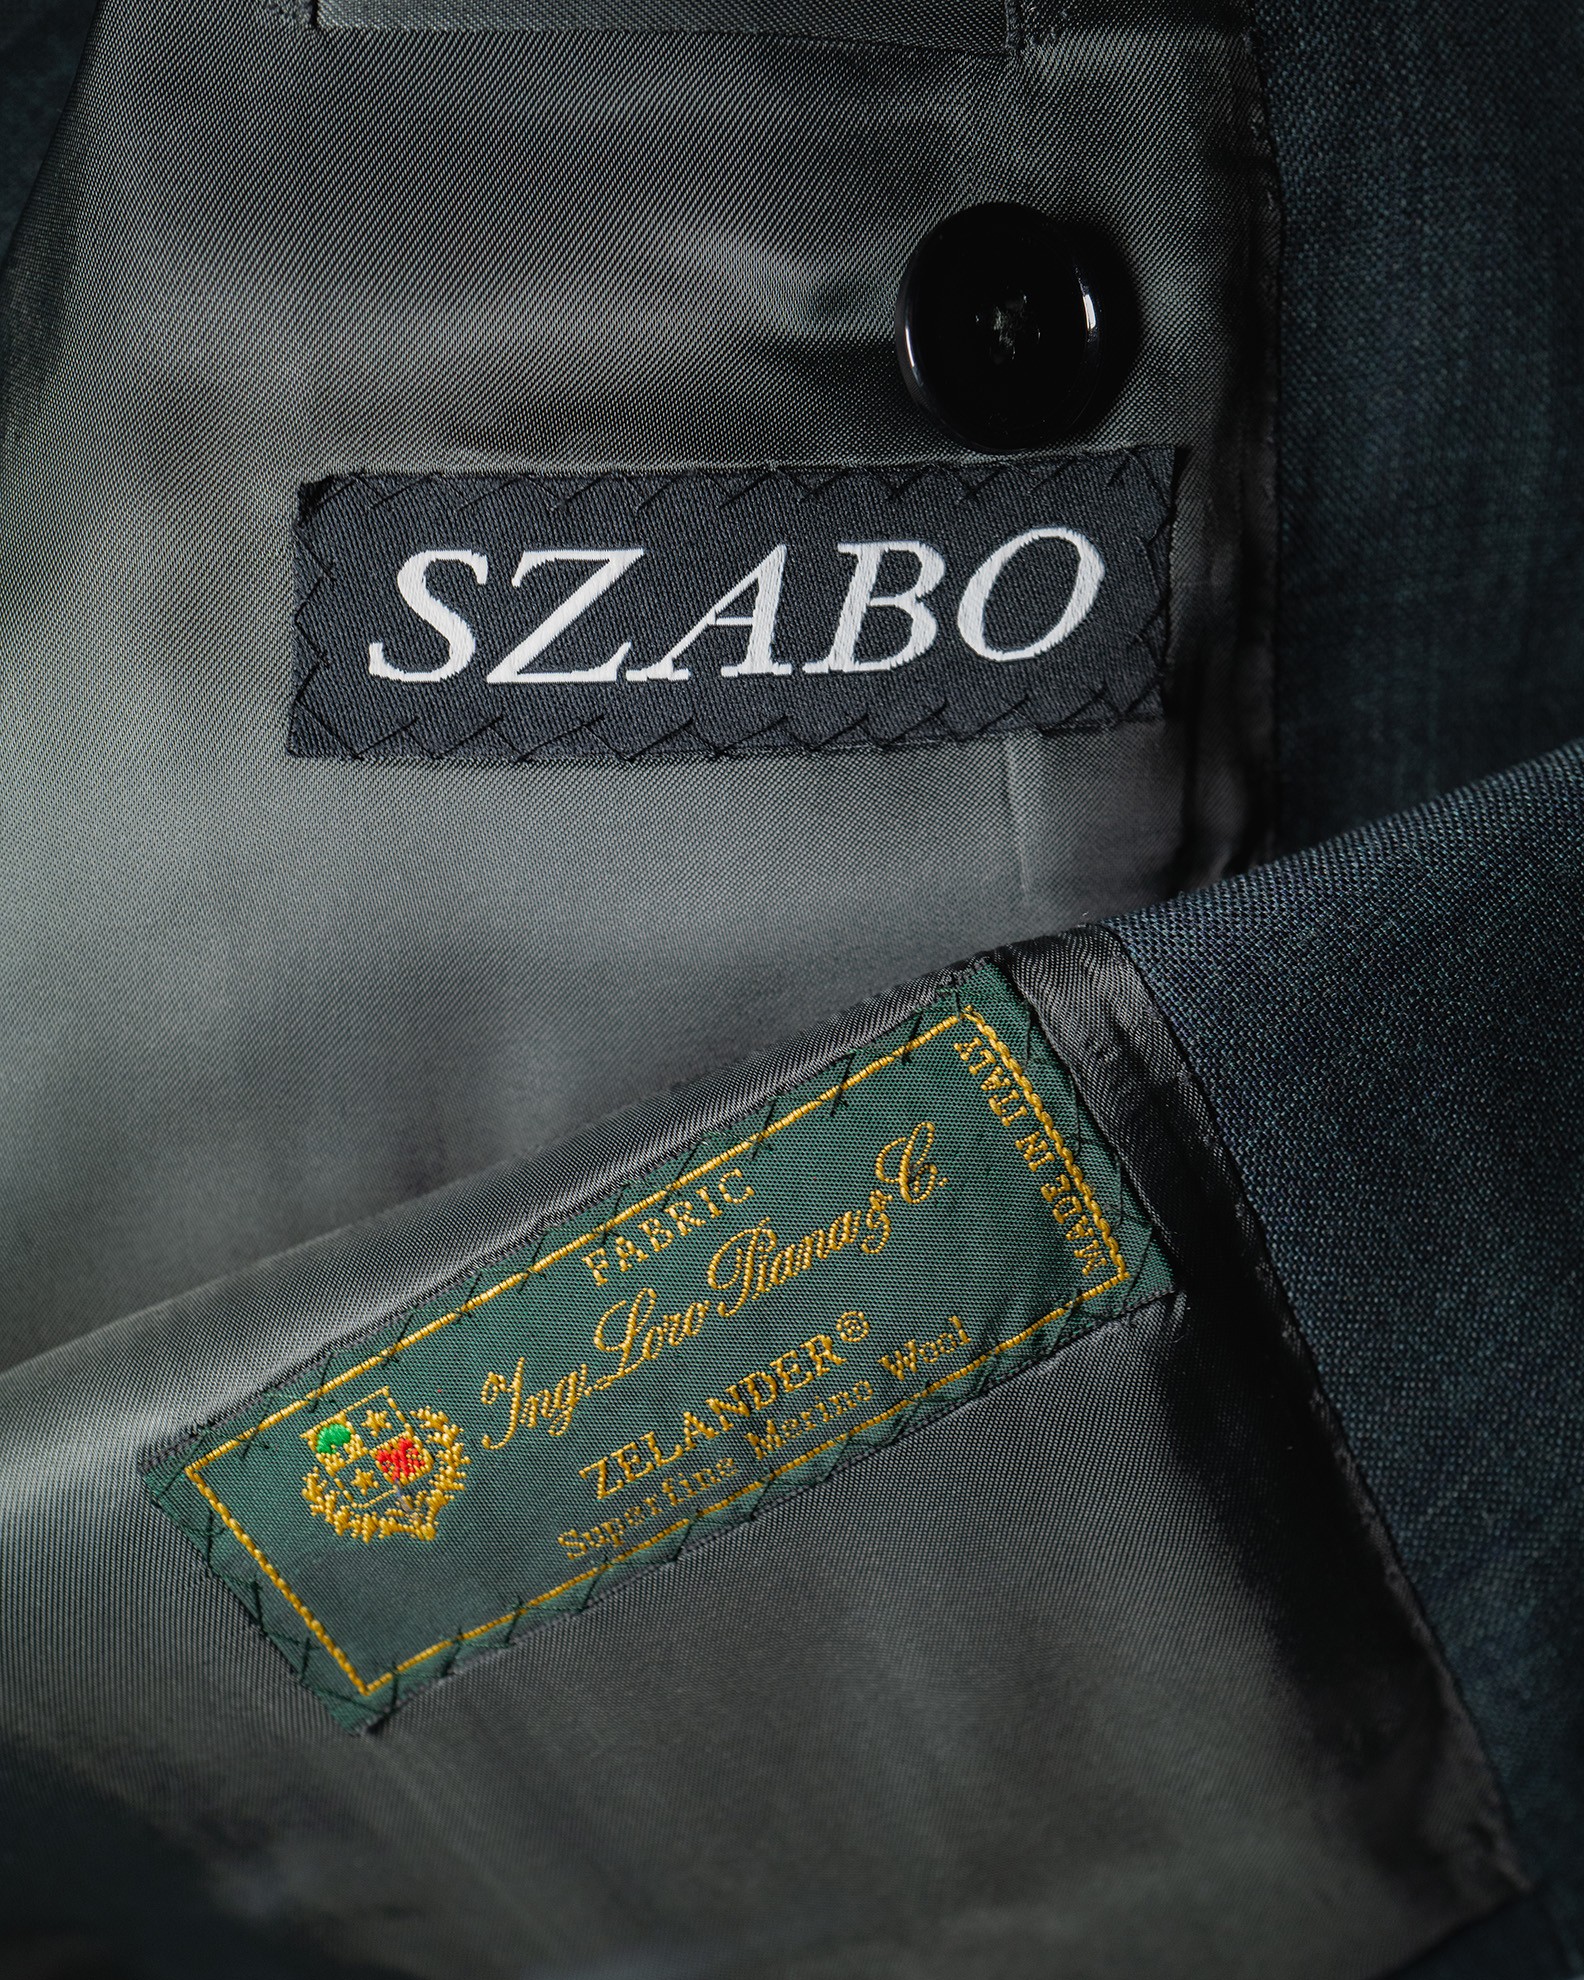 SZABO
FABRIC
Ing. Loro Piana & C.
ZELANDER®
Superfine Merino Wool
MADE IN ITALY